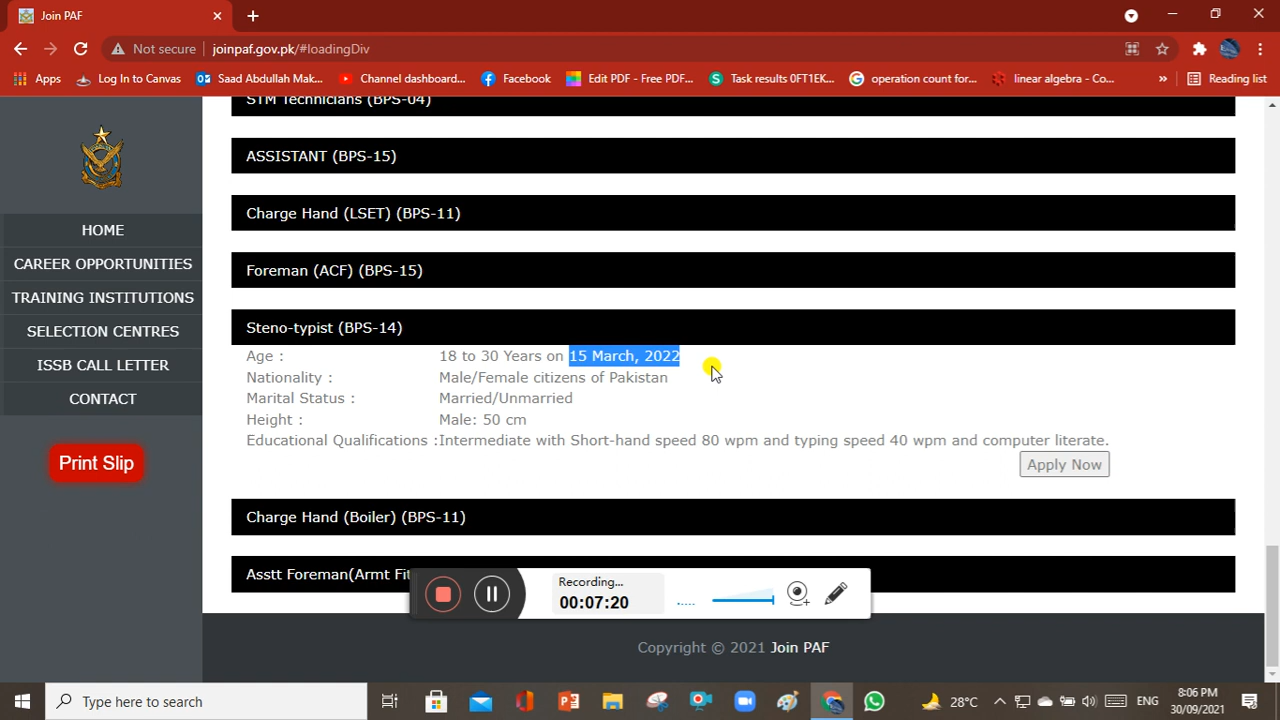 Join PAF
Not secure joinpaf.gov.pk/#loadingDiv
Apps Log In to Canvas Saad Abdullah Mak... Channel dashboard... Facebook Edit PDF - Free PDF... Task results 0FT1EK... operation count for... linear algebra - Co... » Reading list
STM Technicians (BPS-04)
ASSISTANT (BPS-15)
HOME
Charge Hand (LSET) (BPS-11)
CAREER OPPORTUNITIES
Foreman (ACF) (BPS-15)
TRAINING INSTITUTIONS
SELECTION CENTRES
Steno-typist (BPS-14)
Age : 18 to 30 Years on 15 March, 2022
ISSB CALL LETTER
Nationality : Male/Female citizens of Pakistan
CONTACT
Marital Status : Married/Unmarried
Height : Male: 50 cm
Educational Qualifications :Intermediate with Short-hand speed 80 wpm and typing speed 40 wpm and computer literate.
Print Slip
Apply Now
Charge Hand (Boiler) (BPS-11)
Asstt Foreman(Armt Fit
Recording...
00:07:20
Copyright © 2021 Join PAF
Type here to search
28°C
ENG
8:06 PM
30/09/2021